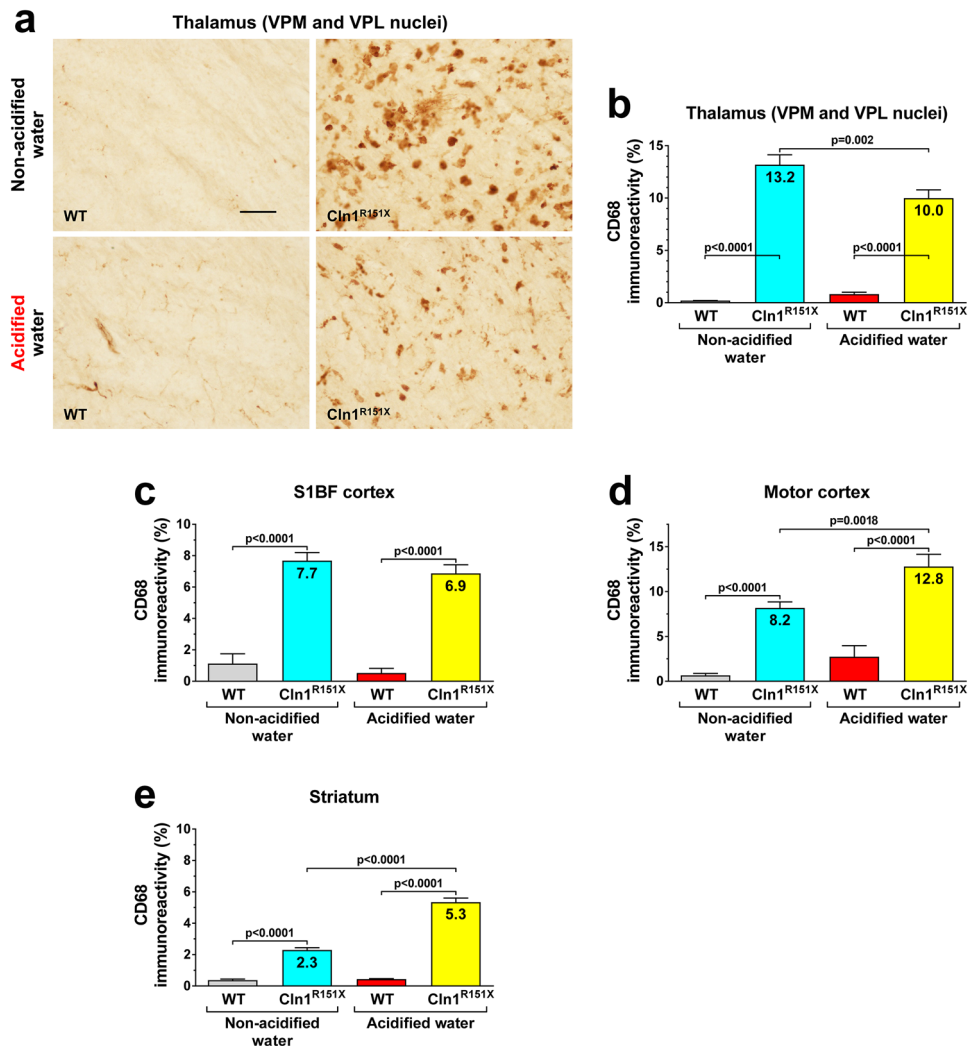 a
Thalamus (VPM and VPL nuclei)
Non-acidified
water
WT
Cln1R151X
Acidified
water
WT
Cln1R151X
b
Thalamus (VPM and VPL nuclei)
CD68
immunoreactivity (%)
15
10
5
0
p=0.002
13.2
10.0
p<0.0001
p<0.0001
WT
Cln1R151X
WT
Cln1R151X
Non-acidified
water
Acidified water
c
S1BF cortex
CD68
immunoreactivity (%)
10
8
6
4
2
0
p<0.0001
p<0.0001
7.7
6.9
WT
Cln1R151X
WT
Cln1R151X
Non-acidified
water
Acidified water
d
Motor cortex
CD68
immunoreactivity (%)
15
10
5
0
p=0.0018
p<0.0001
p<0.0001
12.8
8.2
WT
Cln1R151X
WT
Cln1R151X
Non-acidified
water
Acidified water
e
Striatum
CD68
immunoreactivity (%)
10
8
6
4
2
0
p<0.0001
p<0.0001
p<0.0001
5.3
2.3
WT
Cln1R151X
WT
Cln1R151X
Non-acidified
water
Acidified water